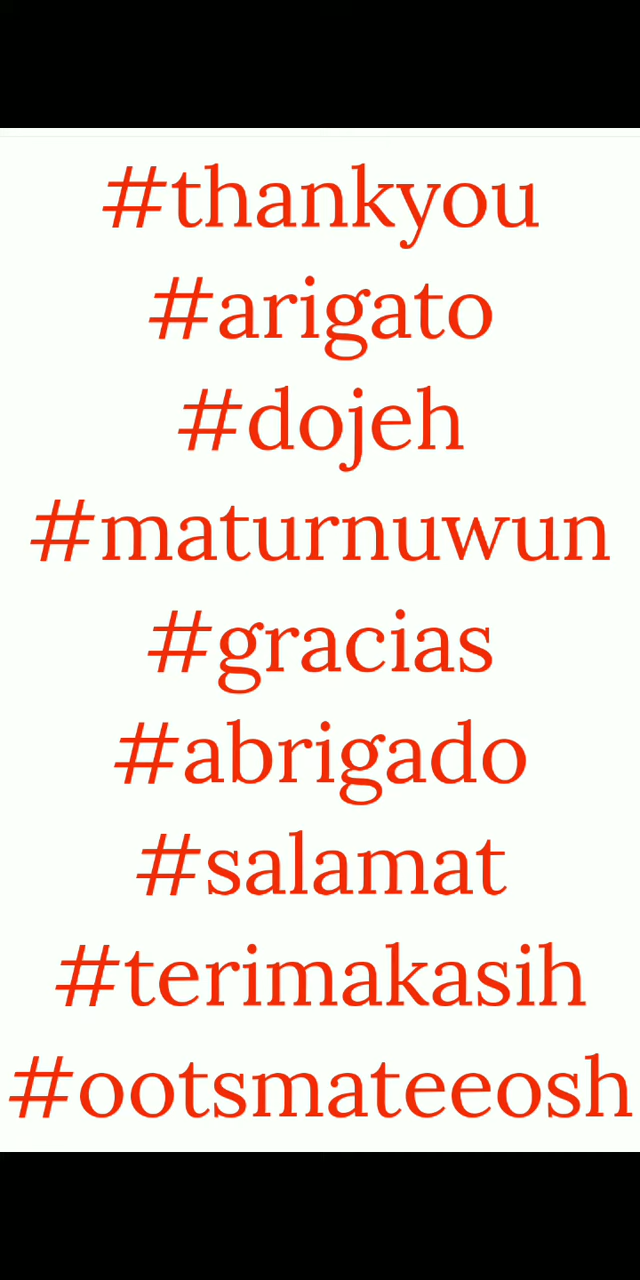 #thankyou
#arigato
#dojeh
#maturnuwun
#gracias
#abrigado
#salamat
#terimakasih
#ootsmateeosh